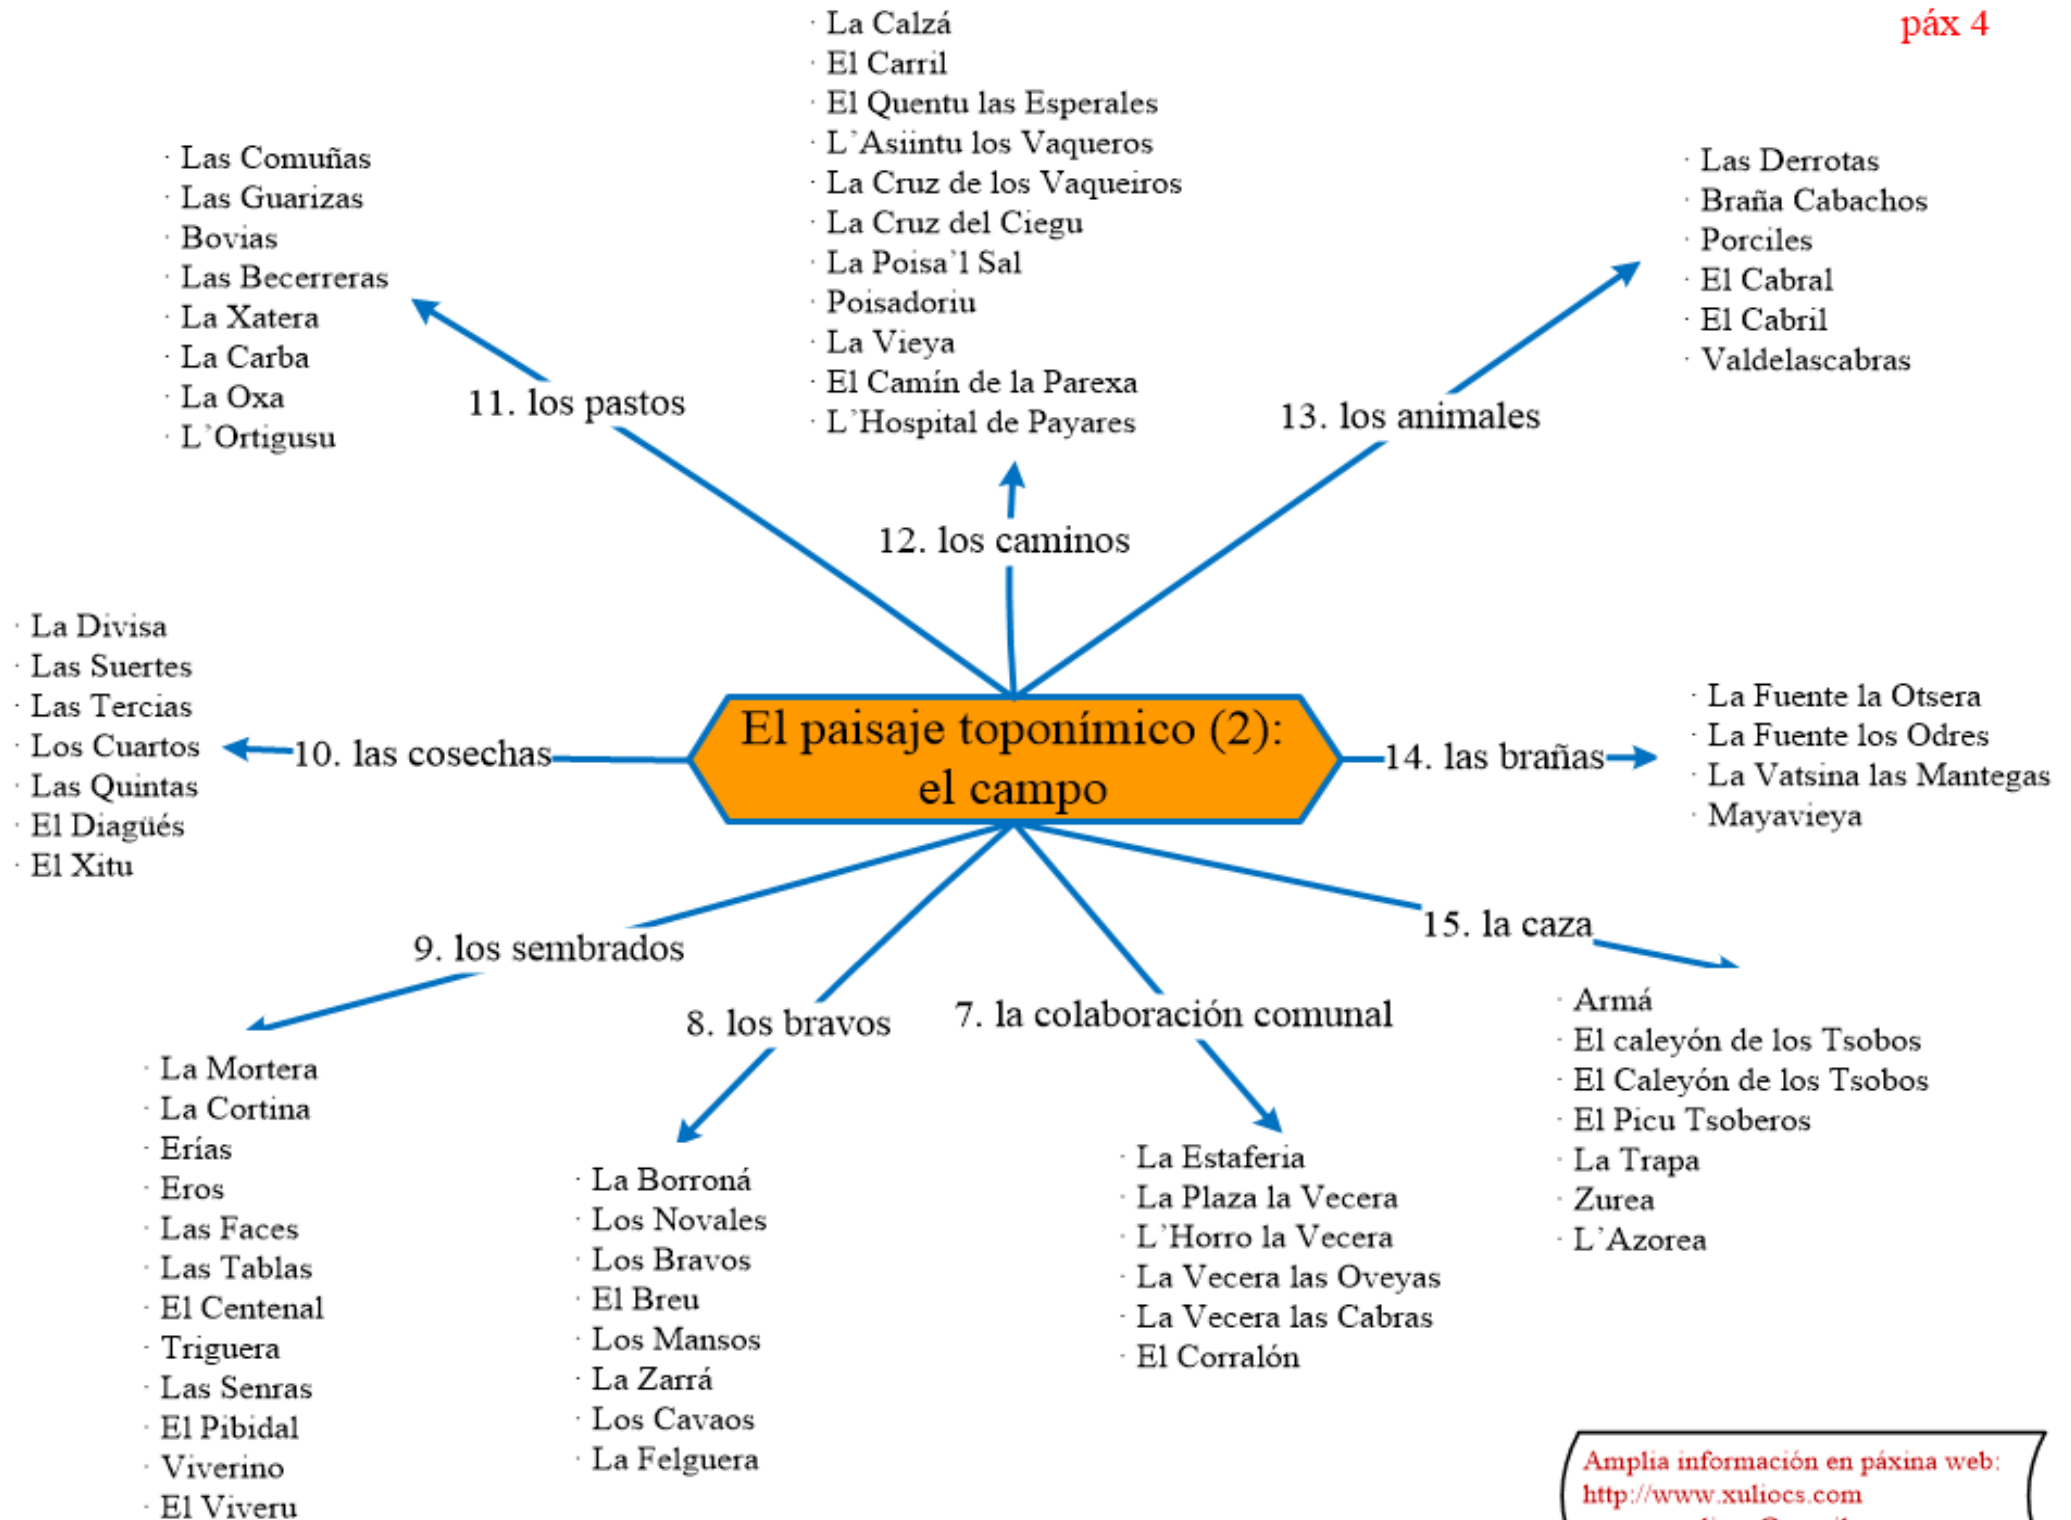 páx 4
· La Calzá
· El Carril
· El Quentu las Esperales
· L'Asiintu los Vaqueros
· La Cruz de los Vaqueiros
· La Cruz del Ciegu
· La Poisa'l Sal
· Poisadoriu
· La Vieya
· El Camín de la Parexa
· L'Hospital de Payares
12. los caminos
· Las Comuñas
· Las Guarizas
· Bovias
· Las Becerreras
· La Xatera
· La Carba
· La Oxa
· L'Ortigusu
11. los pastos
· Las Derrotas
· Braña Cabachos
· Porciles
· El Cabral
· El Cabril
· Valdelascabras
13. los animales
· La Divisa
· Las Suertes
· Las Tercias
· Los Cuartos
· Las Quintas
· El Diagüés
· El Xitu
10. las cosechas
El paisaje toponímico (2):
el campo
14. las brañas
· La Fuente la Otsera
· La Fuente los Odres
· La Vatsina las Mantegas
· Mayavieya
9. los sembrados
· La Mortera
· La Cortina
· Erías
· Eros
· Las Faces
· Las Tablas
· El Centenal
· Triguera
· Las Senras
· El Pibidal
· Viverino
· El Viveru
8. los bravos
· La Borroná
· Los Novales
· Los Bravos
· El Breu
· Los Mansos
· La Zarrá
· Los Cavaos
· La Felguera
7. la colaboración comunal
· La Estaferia
· La Plaza la Vecera
· L'Horro la Vecera
· La Vecera las Oveyas
· La Vecera las Cabras
· El Corralón
15. la caza
· Armá
· El caleyón de los Tsobos
· El Caleyón de los Tsobos
· El Picu Tsoberos
· La Trapa
· Zurea
· L'Azorea
Amplia información en páxina web:
http://www.xuliocs.com